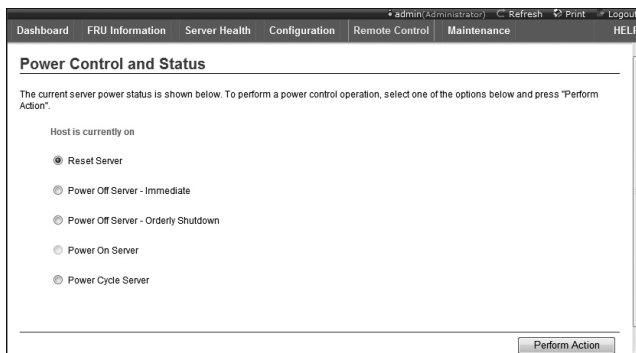 • admin(Administrator) Refresh Print Logout
Dashboard FRU Information Server Health Configuration Remote Control Maintenance HELP
Power Control and Status
The current server power status is shown below. To perform a power control operation, select one of the options below and press "Perform
Action".
Host is currently on
Reset Server
Power Off Server - Immediate
Power Off Server - Orderly Shutdown
Power On Server
Power Cycle Server
Perform Action